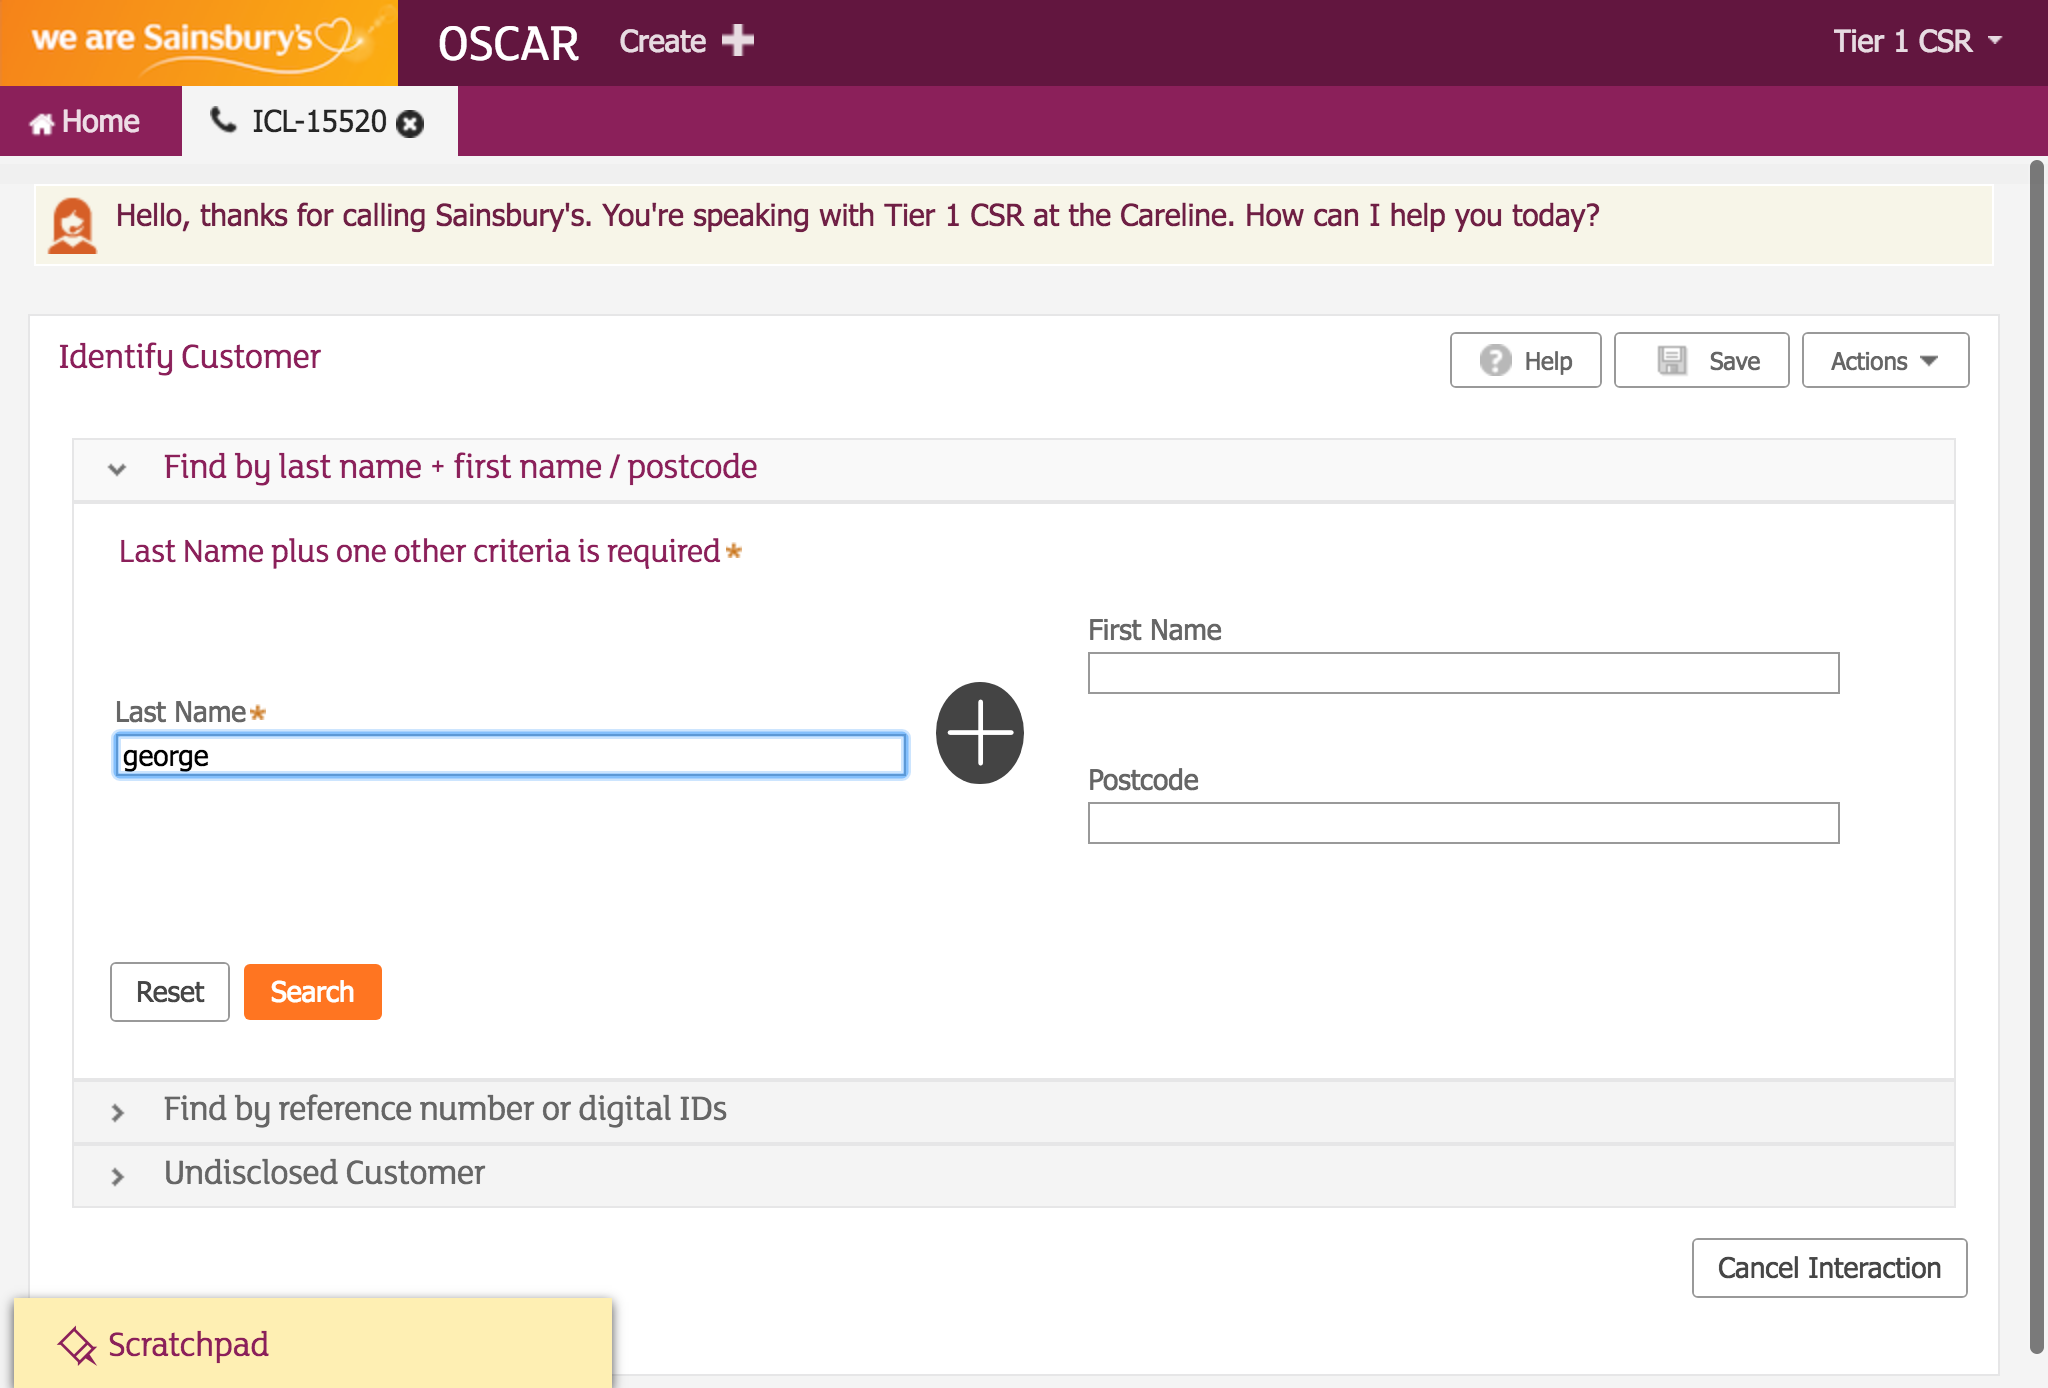 we are Sainsbury's
OSCAR
Create
Tier 1 CSR
Home
ICL-15520
Hello, thanks for calling Sainsbury's. You're speaking with Tier 1 CSR at the Careline. How can I help you today?
Identify Customer
Help
Save
Actions
Find by last name + first name / postcode
Last Name plus one other criteria is required*
First Name
Last Name*
george
Postcode
Reset
Search
Find by reference number or digital IDs
Undisclosed Customer
Cancel Interaction
Scratchpad